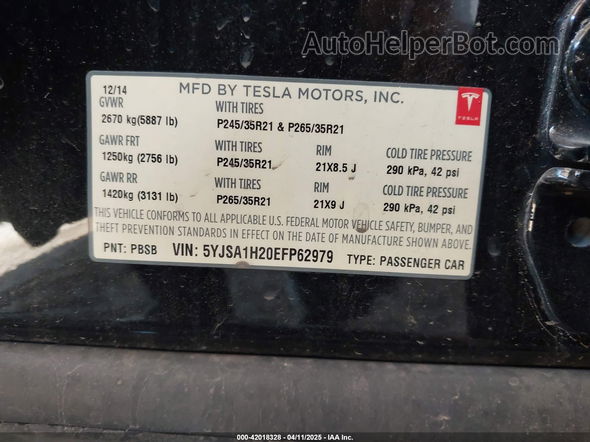 AutoHelperBot.com
12/14 MFD BY TESLA MOTORS, INC.
GVWR WITH TIRES
2670 kg(5887 lb) P245/35R21 & P265/35R21
TESLA
GAWR FRT WITH TIRES RIM COLD TIRE PRESSURE
1250kg (2756 lb) P245/35R21 21X8.5 J 290 kPa, 42 psi
GAWR RR WITH TIRES RIM COLD TIRE PRESSURE
1420kg (3131 lb) P265/35R21 21X9 J 290 kPa, 42 psi
THIS VEHICLE CONFORMS TO ALL APPLICABLE U.S. FEDERAL MOTOR VEHICLE SAFETY, BUMPER, AND
THEFT PREVENTION STANDARDS IN EFFECT ON THE DATE OF MANUFACTURE SHOWN ABOVE.
PNT: PBSB VIN: 5YJSA1H20EFP62979 TYPE: PASSENGER CAR
000-42018328 - 04/11/2025 - IAA Inc.